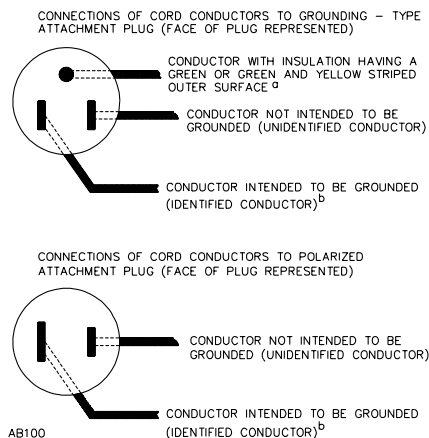 CONNECTIONS OF CORD CONDUCTORS TO GROUNDING – TYPE
ATTACHMENT PLUG (FACE OF PLUG REPRESENTED)
CONDUCTOR WITH INSULATION HAVING A
GREEN OR GREEN AND YELLOW STRIPED
OUTER SURFACE a
CONDUCTOR NOT INTENDED TO BE
GROUNDED (UNIDENTIFIED CONDUCTOR)
CONDUCTOR INTENDED TO BE GROUNDED
(IDENTIFIED CONDUCTOR)b
CONNECTIONS OF CORD CONDUCTORS TO POLARIZED
ATTACHMENT PLUG (FACE OF PLUG REPRESENTED)
CONDUCTOR NOT INTENDED TO BE
GROUNDED (UNIDENTIFIED CONDUCTOR)
CONDUCTOR INTENDED TO BE GROUNDED
(IDENTIFIED CONDUCTOR)b
AB100